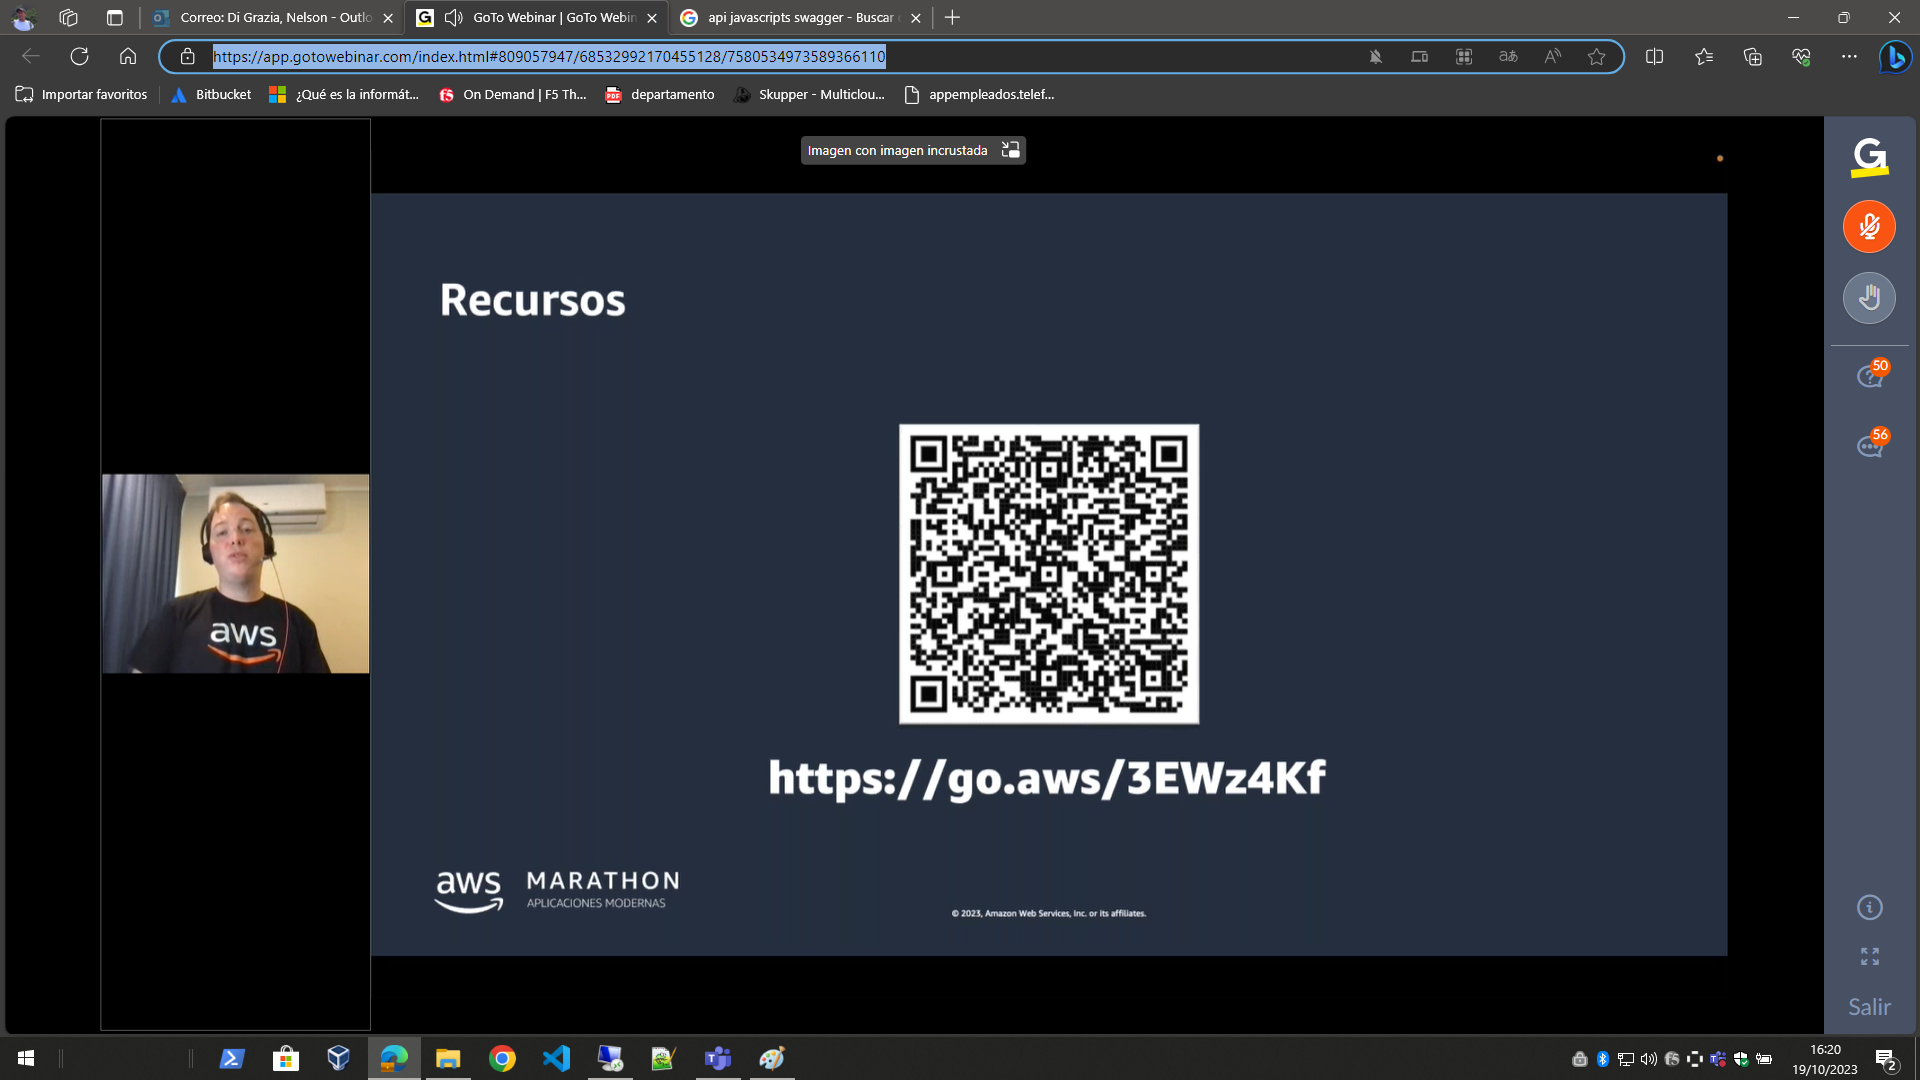 Correo: Di Grazia, Nelson - Outlo
GoTo Webinar | GoTo Webin
api javascripts swagger - Buscar
https://app.gotowebinar.com/index.html#809057947/68532992170455128/7580534973589366110
Importar favoritos
Bitbucket
¿Qué es la informát...
On Demand | F5 Th...
departamento
Skupper - Multiclou...
appempleados.telef...
Imagen con imagen incrustada
Recursos
50
56
aws
https://go.aws/3EWz4Kf
aws MARATHON
APLICACIONES MODERNAS
© 2023, Amazon Web Services, Inc. or its affiliates.
Salir
16:20
19/10/2023
2